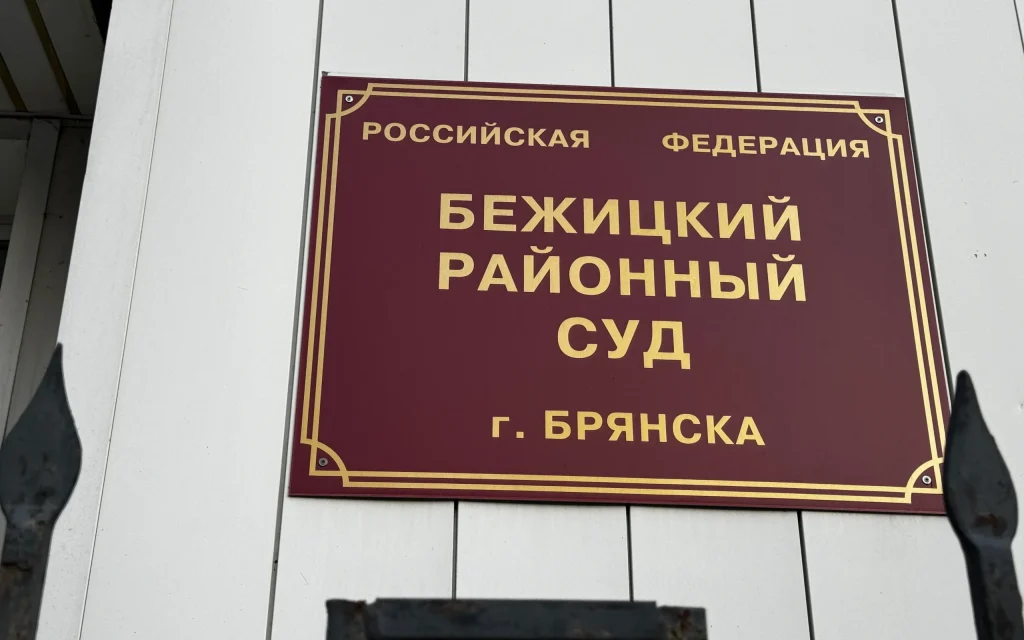 РОССИЙСКАЯ ФЕДЕРАЦИЯ
БЕЖИЦКИЙ
РАЙОННЫЙ
СУД
г. БРЯНСКА